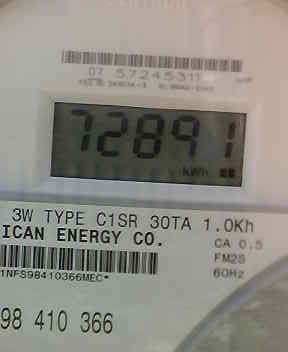 07 57245311
72891
kWh
3W TYPE C1SR 30TA 1.0Kh
ICAN ENERGY CO.
CA 0.5
FM2S
60Hz
1NFS98410366MEC*
98 410 366